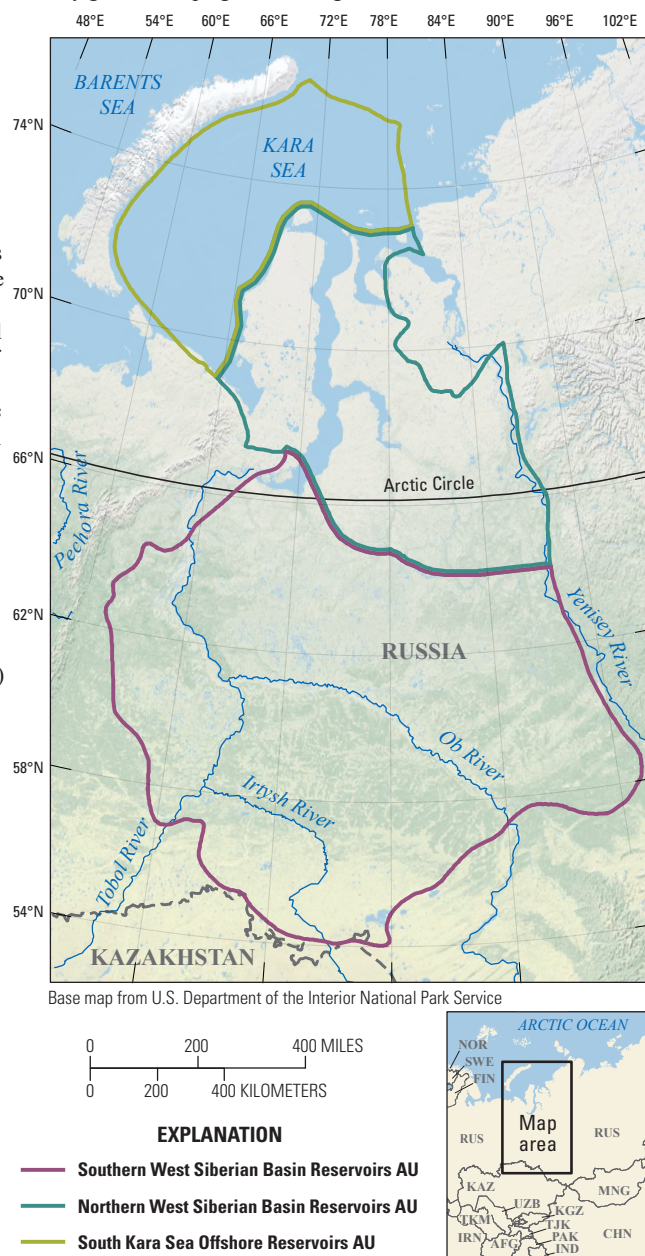 48°E 54°E 60°E 66°E 72°E 78°E 84°E 90°E 96°E 102°E
BARENTS
SEA
74°N
KARA
SEA
70°N
66°N
Arctic Circle
Pechora River
62°N
Yenisey River
RUSSIA
Ob River
58°N
Irtysh River
Tobol River
54°N
KAZAKHSTAN
Base map from U.S. Department of the Interior National Park Service
0 200 400 MILES
0 200 400 KILOMETERS
EXPLANATION
Southern West Siberian Basin Reservoirs AU
Northern West Siberian Basin Reservoirs AU
South Kara Sea Offshore Reservoirs AU
ARCTIC OCEAN
NOR
SWE
FIN
Map
area
RUS
RUS
KAZ
MNG
UZB
KGZ
TKM
TJK
IRN
AFG
PAK
CHN
IND